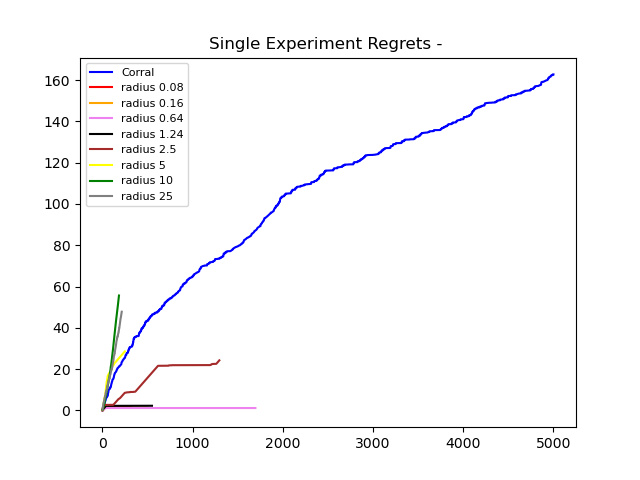 Single Experiment Regrets -
160
140
120
100
80
60
40
20
0
Corral
radius 0.08
radius 0.16
radius 0.64
radius 1.24
radius 2.5
radius 5
radius 10
radius 25
0 1000 2000 3000 4000 5000